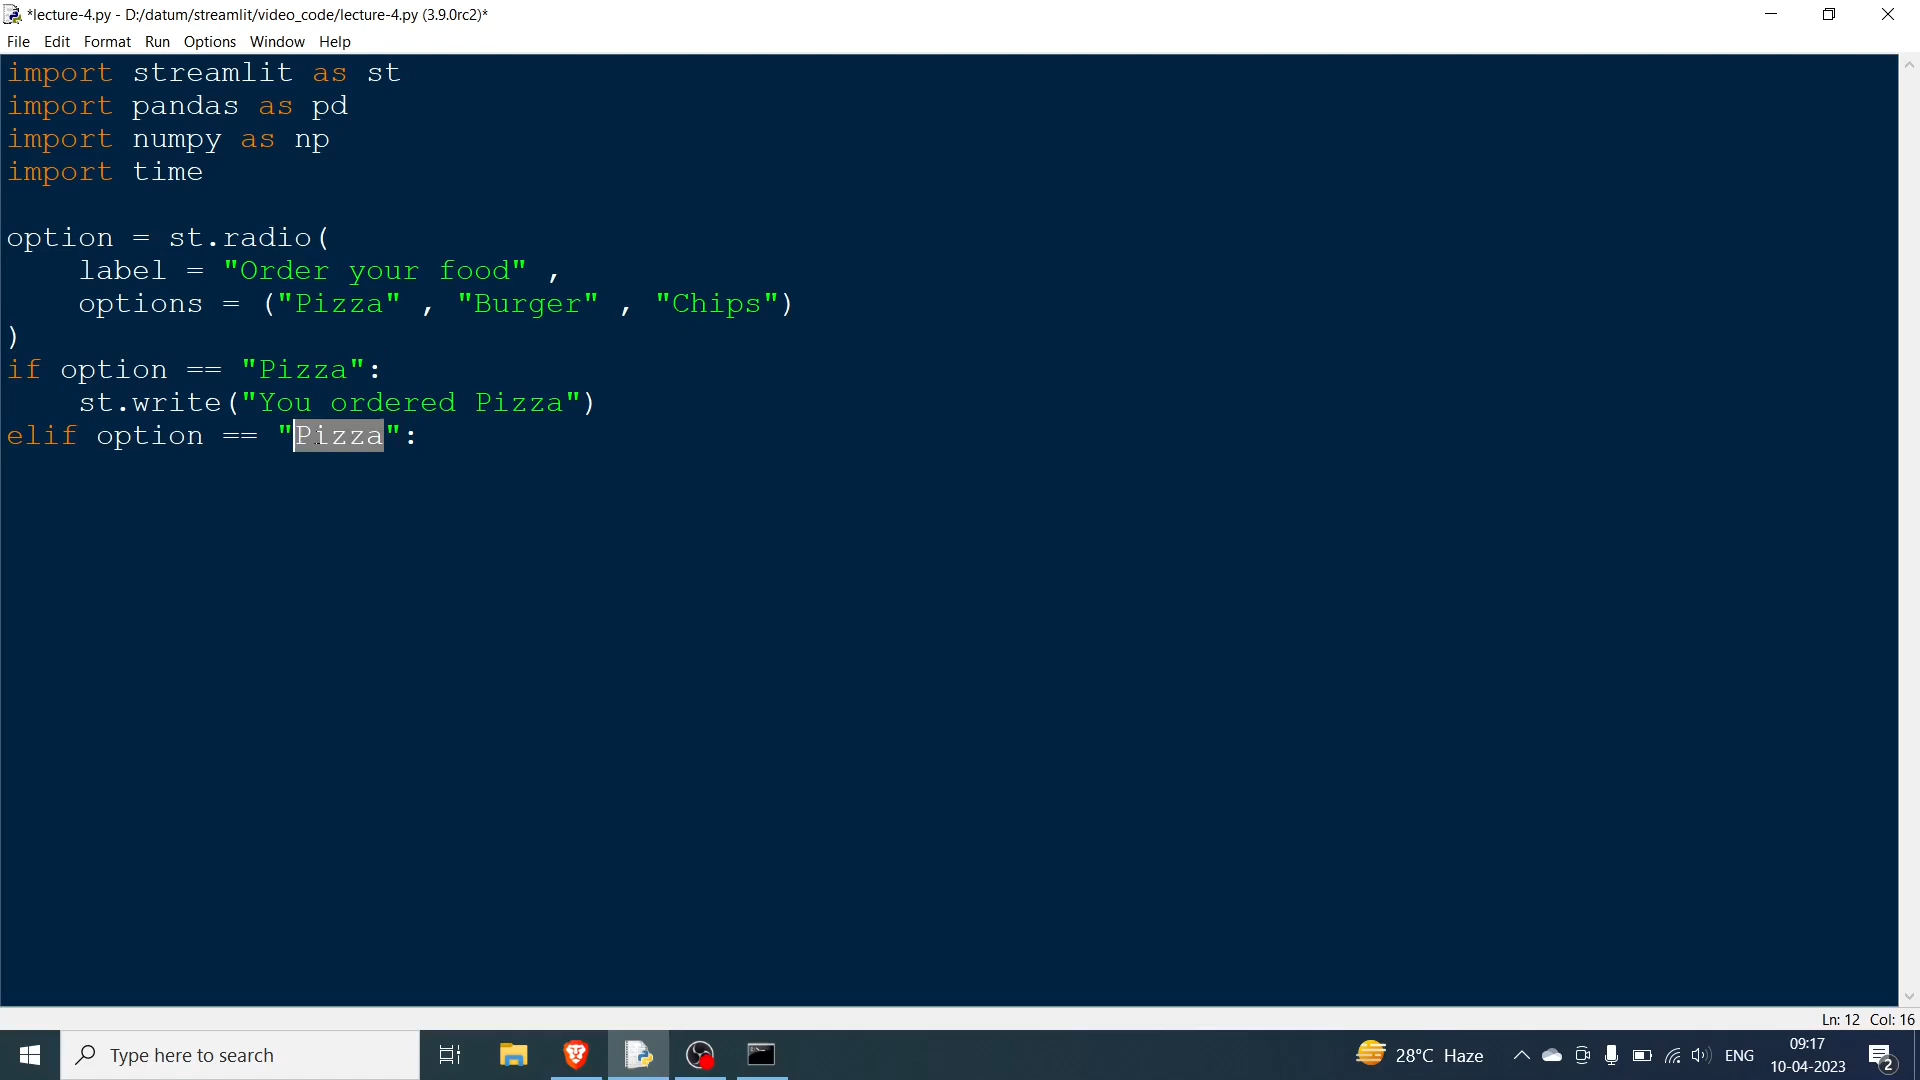 *lecture-4.py - D:/datum/streamlit/video_code/lecture-4.py (3.9.0rc2)*
File Edit Format Run Options Window Help
import streamlit as st
import pandas as pd
import numpy as np
import time
option = st.radio(
    label = "Order your food" ,
    options = ("Pizza" , "Burger" , "Chips")
)
if option == "Pizza":
    st.write("You ordered Pizza")
elif option == "Pizza":
Ln: 12 Col: 16
Type here to search
28°C Haze
ENG
09:17
10-04-2023
2